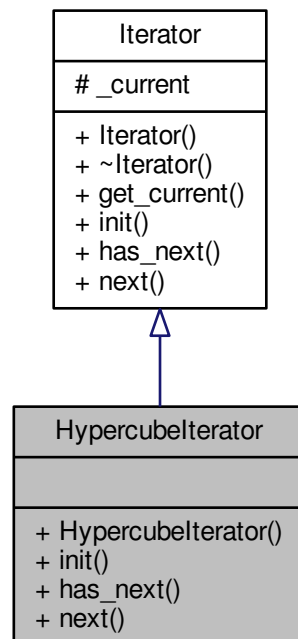 Iterator
# _current
+ Iterator()
+ ~Iterator()
+ get_current()
+ init()
+ has_next()
+ next()
HypercubeIterator
+ HypercubeIterator()
+ init()
+ has_next()
+ next()